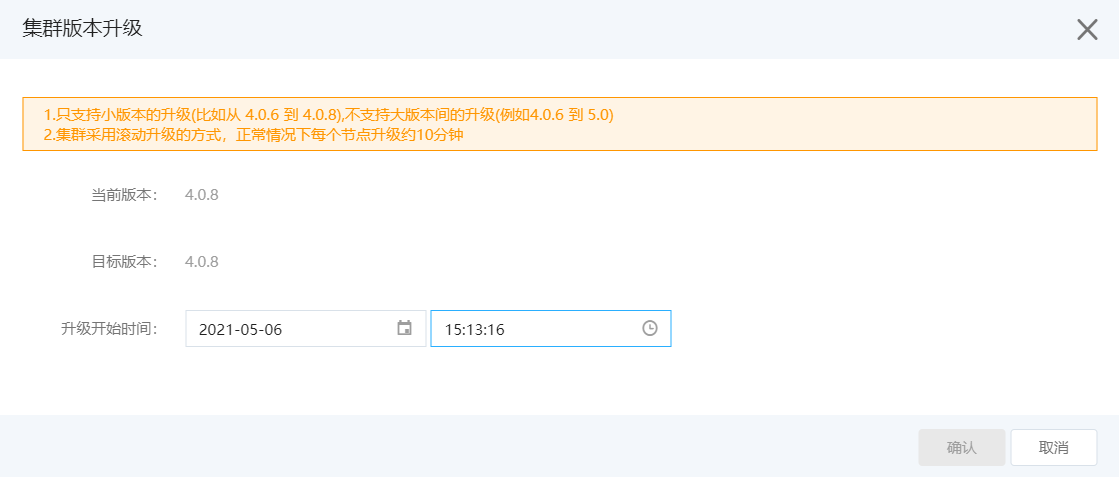 集群版本升级
1.只支持小版本的升级(比如从 4.0.6 到 4.0.8),不支持大版本间的升级(例如4.0.6 到 5.0)
2.集群采用滚动升级的方式，正常情况下每个节点升级约10分钟
当前版本： 4.0.8
目标版本： 4.0.8
升级开始时间： 2021-05-06 15:13:16
确认 取消